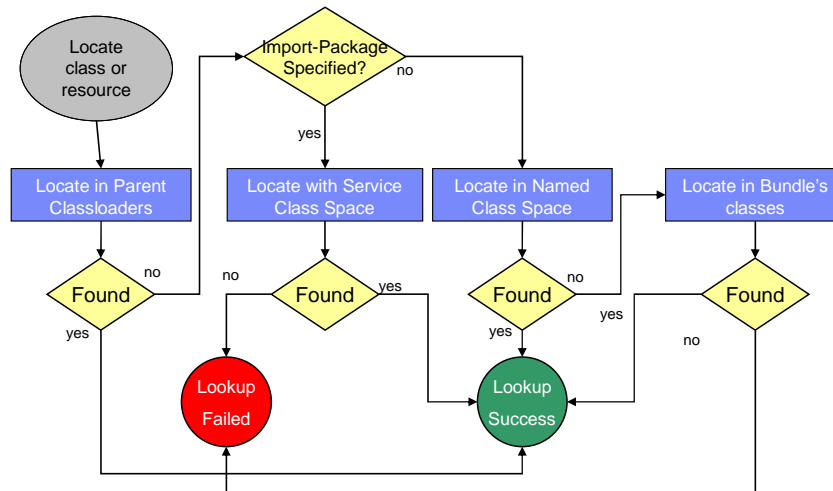 Locate
class or
resource
Import-Package
Specified?
no
yes
Locate in Parent
Classloaders
Locate with Service
Class Space
Locate in Named
Class Space
Locate in Bundle's
classes
no
no
yes
no
Found
Found
Found
Found
yes
yes
yes
no
Lookup
Failed
Lookup
Success